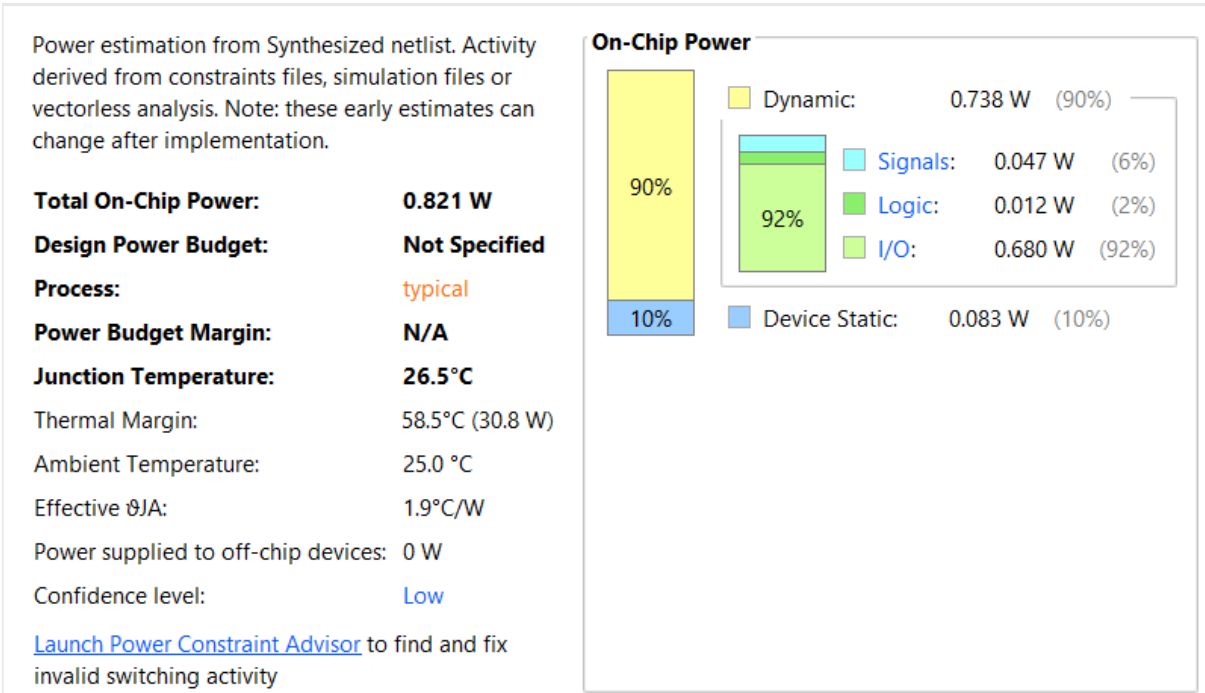 Power estimation from Synthesized netlist. Activity
derived from constraints files, simulation files or
vectorless analysis. Note: these early estimates can
change after implementation.
Total On-Chip Power: 0.821 W
Design Power Budget: Not Specified
Process: typical
Power Budget Margin: N/A
Junction Temperature: 26.5°C
Thermal Margin: 58.5°C (30.8 W)
Ambient Temperature: 25.0 °C
Effective ϑJA: 1.9°C/W
Power supplied to off-chip devices: 0 W
Confidence level: Low
Launch Power Constraint Advisor to find and fix
invalid switching activity
On-Chip Power
Dynamic: 0.738 W (90%)
90%
92%
Signals: 0.047 W (6%)
Logic: 0.012 W (2%)
I/O: 0.680 W (92%)
10%
Device Static: 0.083 W (10%)